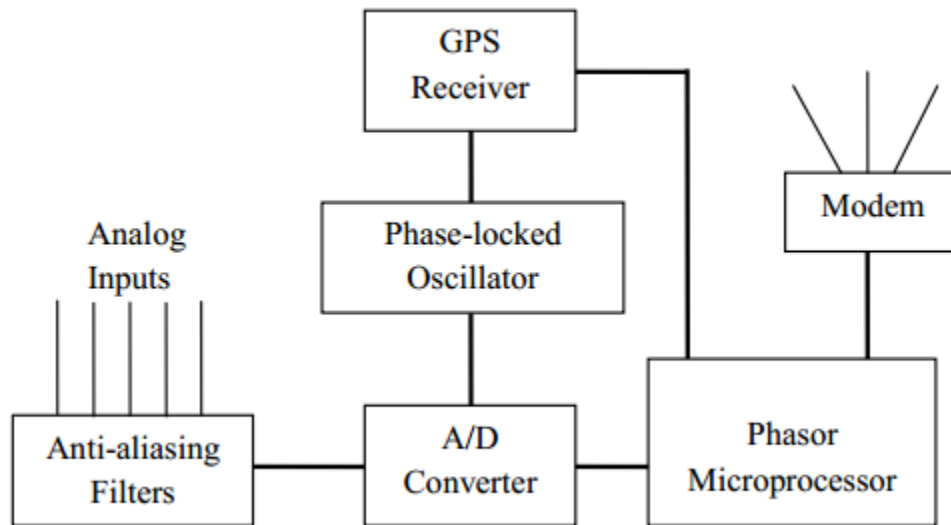 GPS
Receiver
Phase-locked
Oscillator
Modem
Analog
Inputs
Anti-aliasing
Filters
A/D
Converter
Phasor
Microprocessor